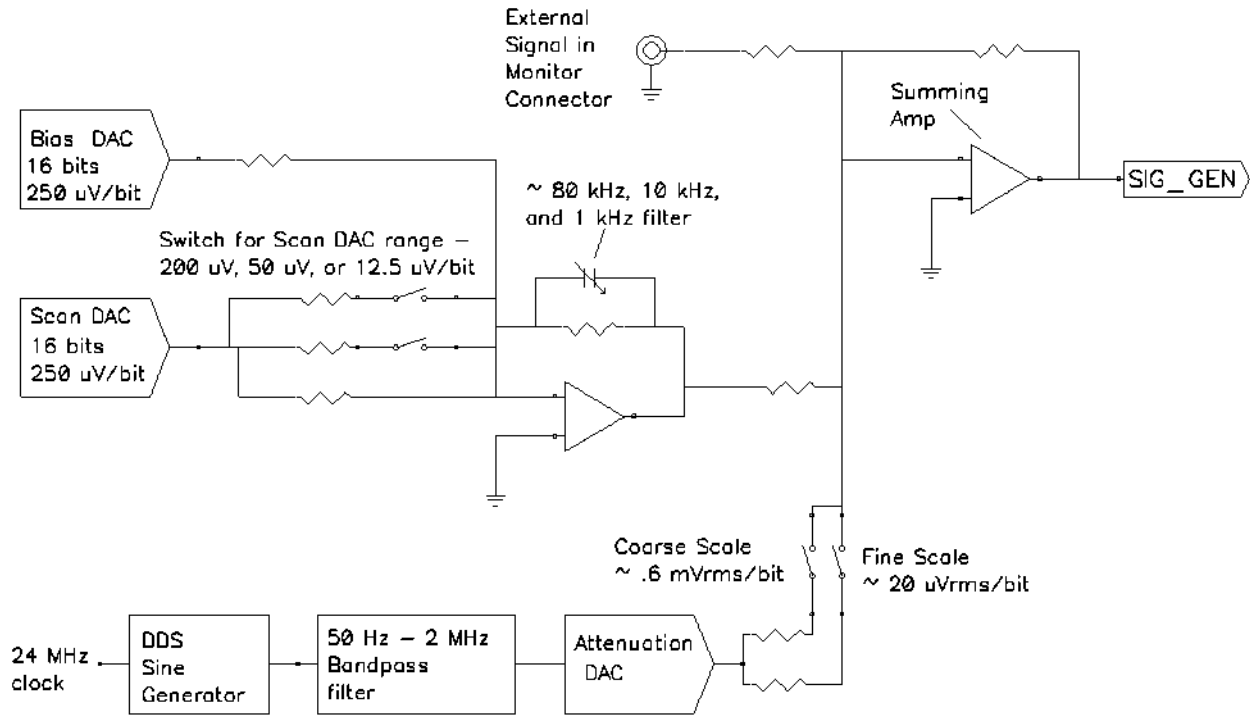 External
Signal in
Monitor
Connector
Summing
Amp
Bias DAC
16 bits
250 uV/bit
~ 80 kHz, 10 kHz,
and 1 kHz filter
SIG_GEN
Switch for Scan DAC range -
200 uV, 50 uV, or 12.5 uV/bit
Scan DAC
16 bits
250 uV/bit
Coarse Scale
~ .6 mVrms/bit
Fine Scale
~ 20 uVrms/bit
24 MHz
clock
DDS
Sine
Generator
50 Hz - 2 MHz
Bandpass
filter
Attenuation
DAC